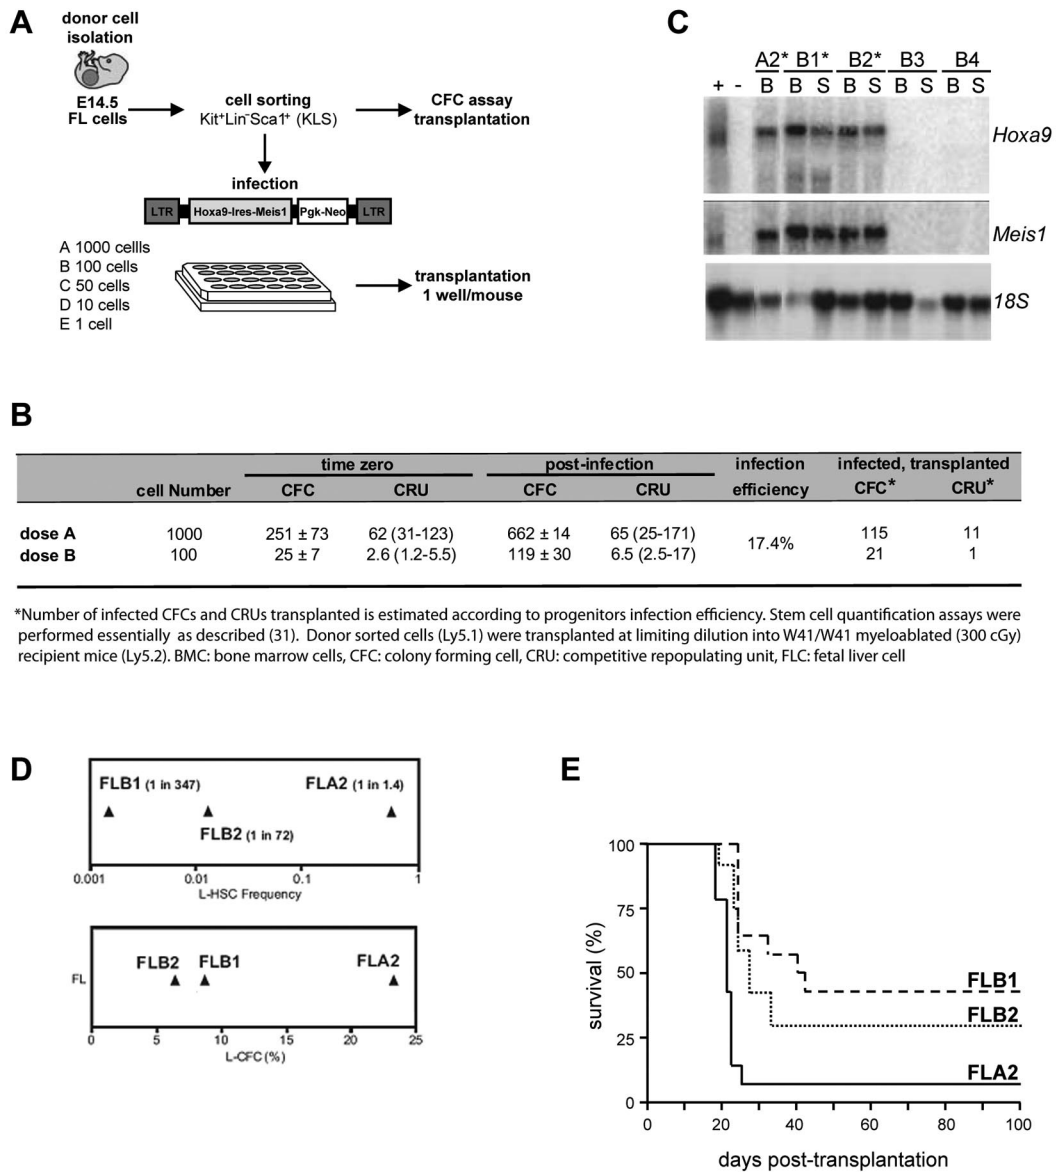 A
donor cell
isolation
E14.5
FL cells
cell sorting
Kit+Lin-Sca1+ (KLS)
CFC assay
transplantation
infection
LTR Hoxa9-Ires-Meis1 Pgk-Neo LTR
A 1000 cellls
B 100 cells
C 50 cells
D 10 cells
E 1 cell
transplantation
1 well/mouse
C
A2* B1* B2* B3 B4
+ - B B S B S B S B S
Hoxa9
Meis1
18S
B
time zero post-infection infection infected, transplanted
cell Number CFC CRU CFC CRU efficiency CFC* CRU*
dose A 1000 251 ± 73 62 (31-123) 662 ± 14 65 (25-171) 115 11
17.4%
dose B 100 25 ± 7 2.6 (1.2-5.5) 119 ± 30 6.5 (2.5-17) 21 1
*Number of infected CFCs and CRUs transplanted is estimated according to progenitors infection efficiency. Stem cell quantification assays were
performed essentially as described (31). Donor sorted cells (Ly5.1) were transplanted at limiting dilution into W41/W41 myeloablated (300 cGy)
recipient mice (Ly5.2). BMC: bone marrow cells, CFC: colony forming cell, CRU: competitive repopulating unit, FLC: fetal liver cell
D
FLB1 (1 in 347) FLA2 (1 in 1.4)
FLB2 (1 in 72)
0.001 0.01 0.1 1
L-HSC Frequency
FLB2 FLB1 FLA2
FL
0 5 10 15 20 25
L-CFC (%)
E
100
75
50
25
0
survival (%)
FLB1
FLB2
FLA2
0 20 40 60 80 100
days post-transplantation